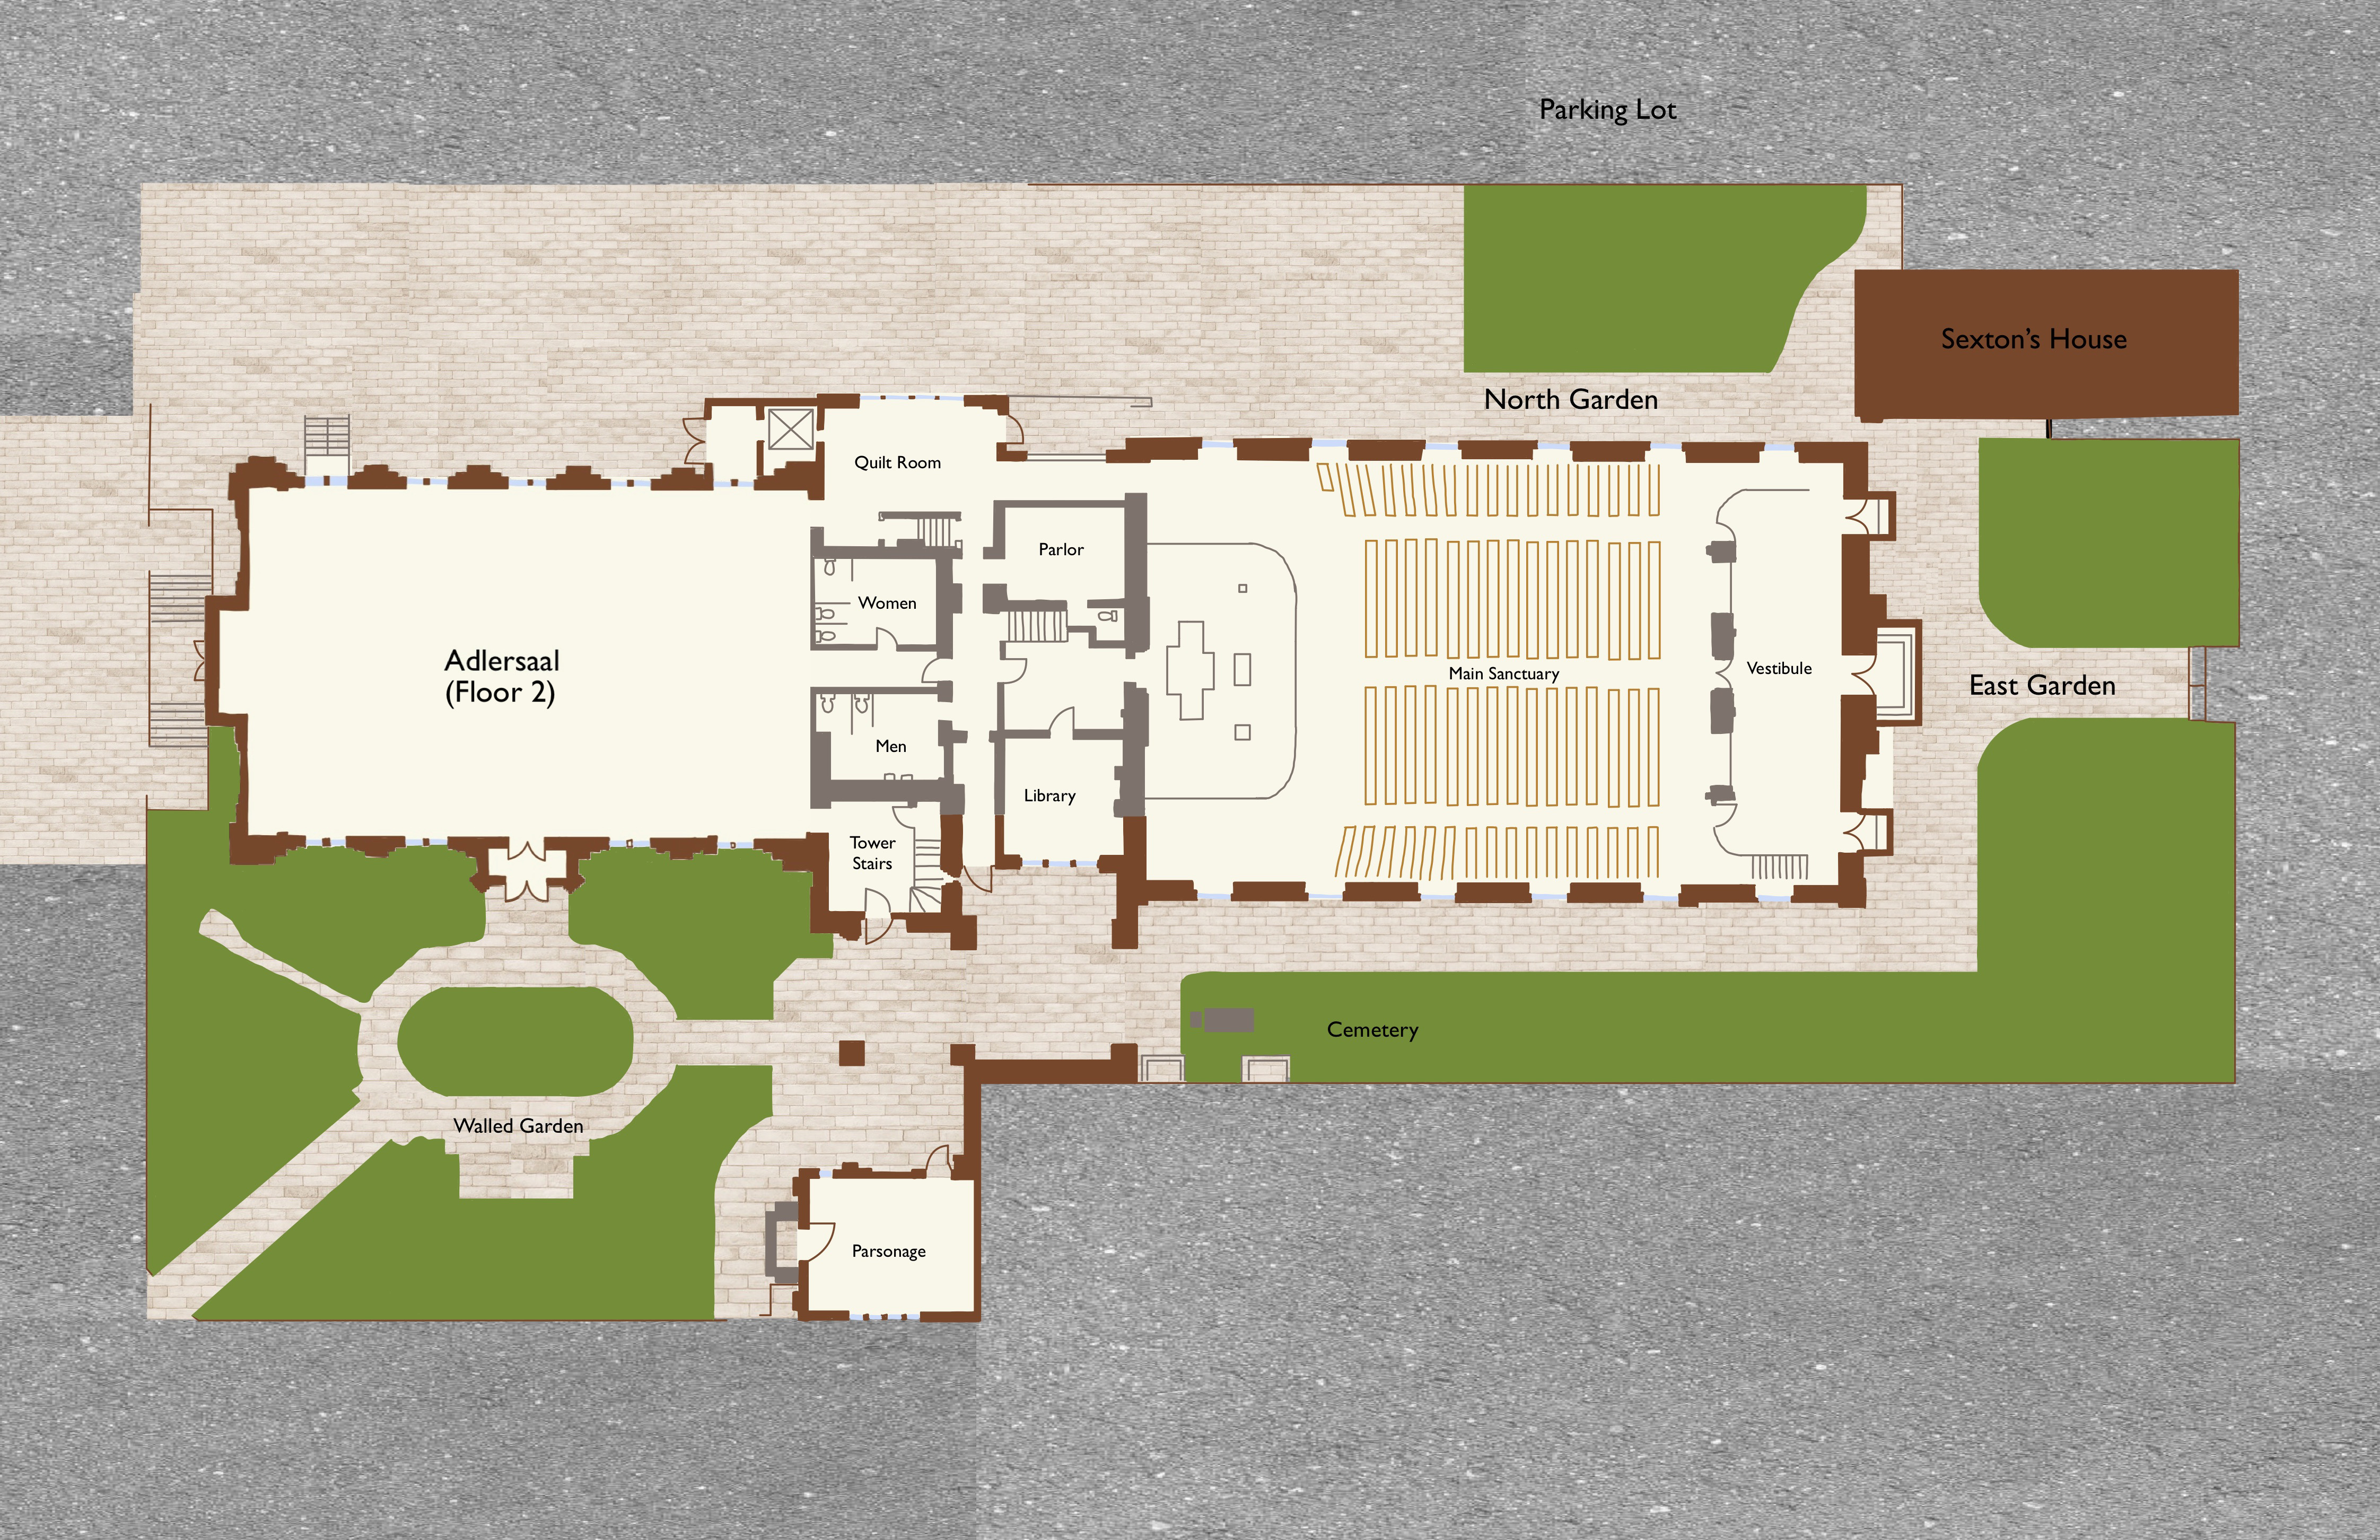 Parking Lot
Sexton's House
North Garden
Quilt Room
Parlor
Women
Adlersaal
(Floor 2)
Main Sanctuary
Vestibule
East Garden
Men
Library
Tower
Stairs
Cemetery
Walled Garden
Parsonage